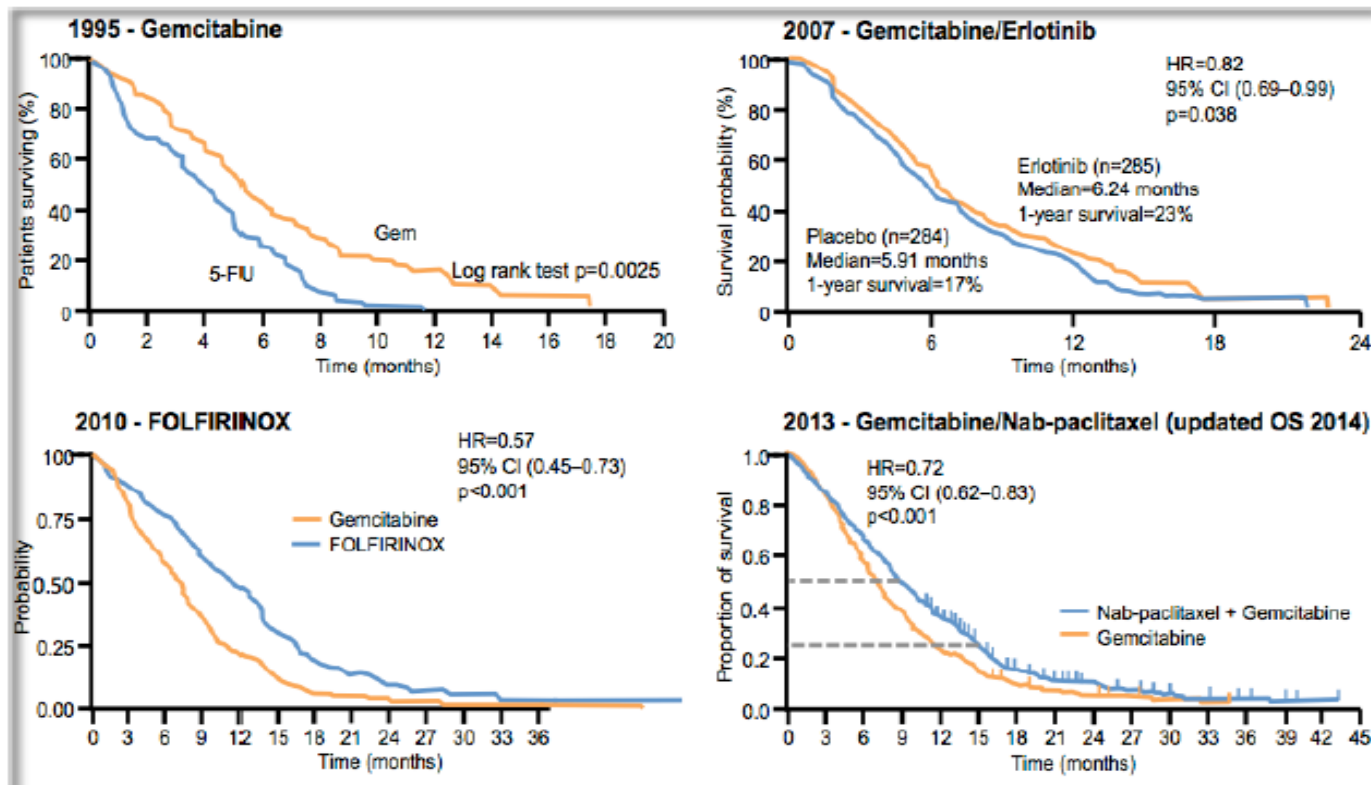 1995 - Gemcitabine
Patients surviving (%)
100
80
60
40
20
0
Gem
5-FIU
Log rank test p=0.0025
0 2 4 6 8 10 12 14 16 18 20
Time (months)
2007 - Gemcitabine/Erlotinib
Survival probability (%)
100
80
60
40
20
0
HR=0.82
95% CI (0.69–0.99)
p=0.038
Erlotinib (n=285)
Median=6.24 months
1-year survival=23%
Placebo (n=284)
Median=5.91 months
1-year survival=17%
0 6 12 18 24
Time (months)
2010 - FOLFIRINOX
Probability
100
0.75
0.50
0.25
0.00
HR=0.57
95% CI (0.45–0.73)
p<0.001
Gemcitabine
FOLFIRINOX
0 3 6 9 12 15 18 21 24 27 30 33 36
Time (months)
2013 - Gemcitabine/Nab-paclitaxel (updated OS 2014)
Proportion of survival
1.0
0.8
0.6
0.4
0.2
0.0
HR=0.72
95% CI (0.62–0.83)
p<0.001
Nab-paclitaxel + Gemcitabine
Gemcitabine
0 3 6 9 12 15 18 21 24 27 30 33 36 39 42 45
Time (months)